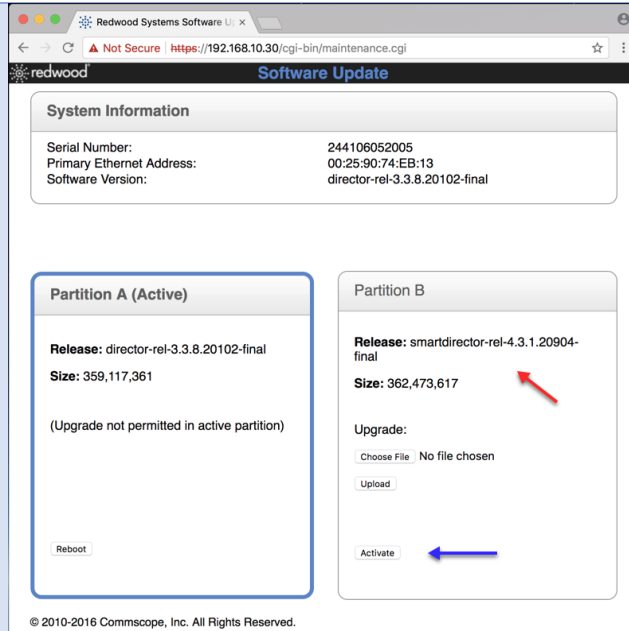 Redwood Systems Software Up
Not Secure https://192.168.10.30/cgi-bin/maintenance.cgi
redwood
Software Update
System Information
Serial Number: 244106052005
Primary Ethernet Address: 00:25:90:74:EB:13
Software Version: director-rel-3.3.8.20102-final
Partition A (Active)
Release: director-rel-3.3.8.20102-final
Size: 359,117,361
(Upgrade not permitted in active partition)
Reboot
Partition B
Release: smartdirector-rel-4.3.1.20904-
final
Size: 362,473,617
Upgrade:
Choose File No file chosen
Upload
Activate
© 2010-2016 Commscope, Inc. All Rights Reserved.